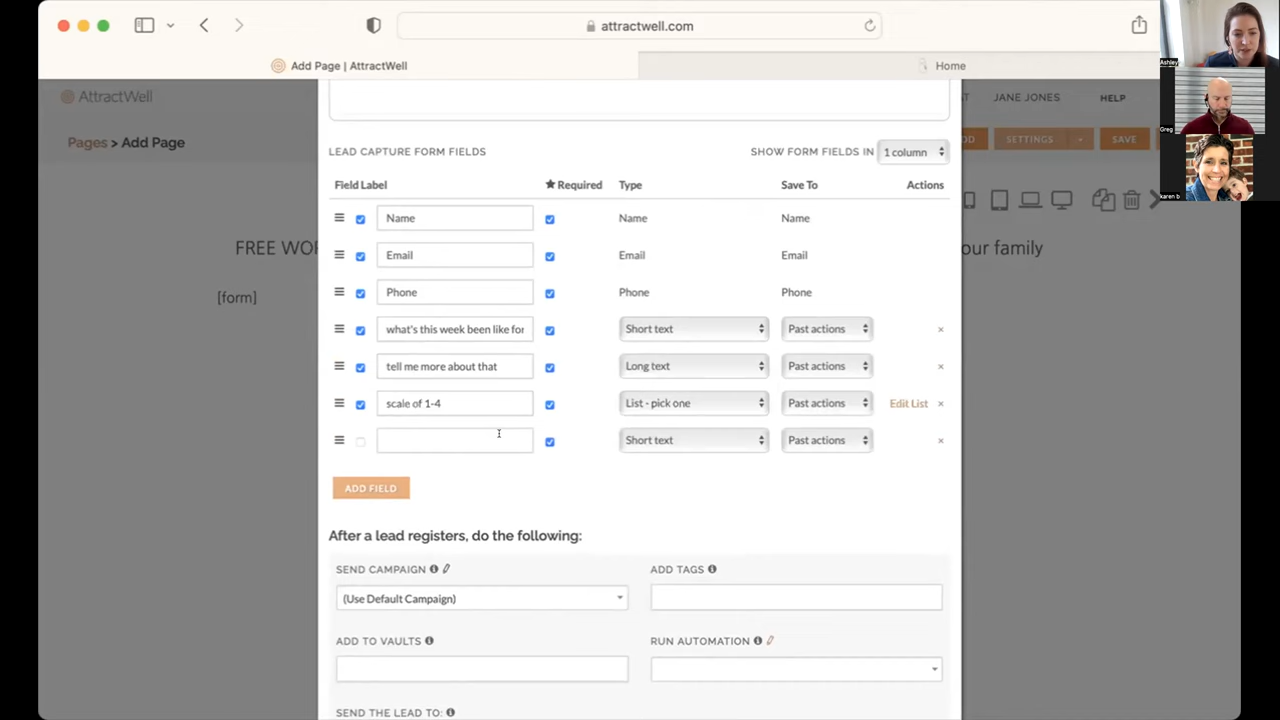 attractwell.com
Add Page | AttractWell
Home
AttractWell
JANE JONES
HELP
Pages > Add Page
SETTINGS
SAVE
FREE
our family
[form]
LEAD CAPTURE FORM FIELDS
SHOW FORM FIELDS IN 1 column
Field Label Required Type Save To Actions
Name Name Name
Email Email Email
Phone Phone Phone
what's this week been like for Short text Past actions ×
tell me more about that Long text Past actions ×
scale of 1-4 List - pick one Past actions Edit List ×
Short text Past actions ×
ADD FIELD
After a lead registers, do the following:
SEND CAMPAIGN
ADD TAGS
(Use Default Campaign)
ADD TO VAULTS
RUN AUTOMATION
SEND THE LEAD TO:
Ashley
Greg
karen b